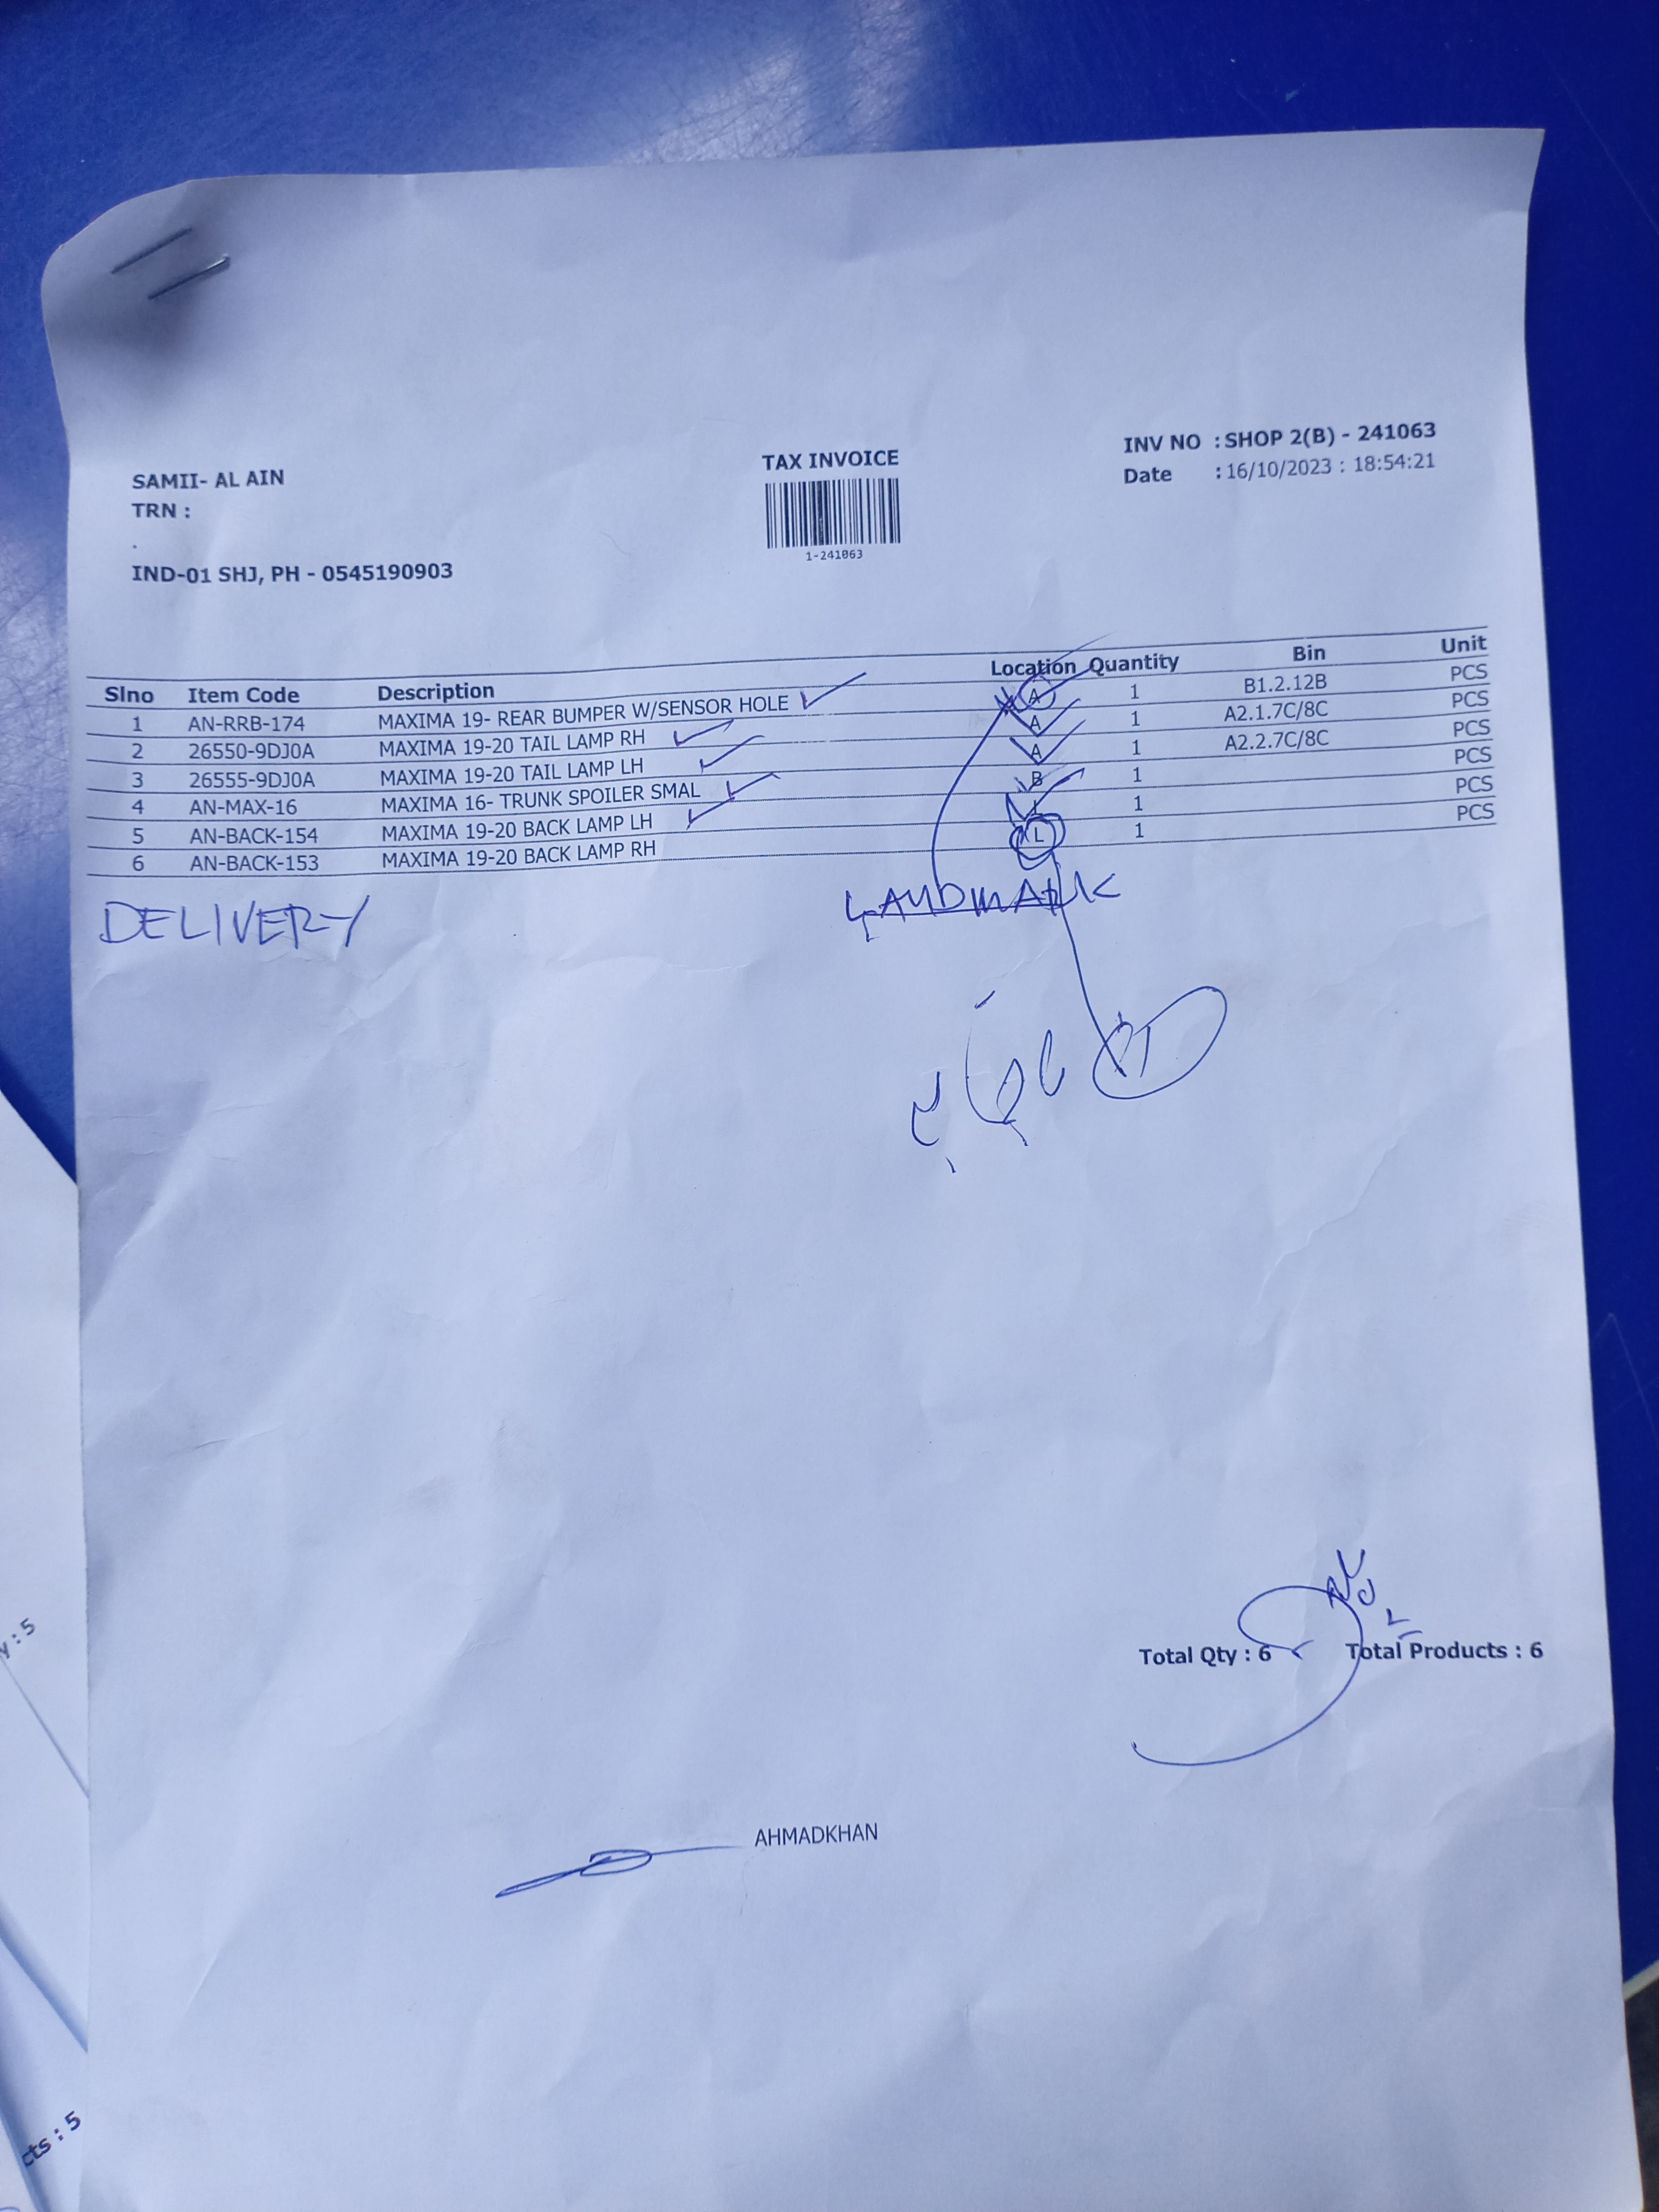 SAMII- AL AIN
TRN :
.
IND-01 SHJ, PH - 0545190903
TAX INVOICE
1-241063
INV NO : SHOP 2(B) - 241063
Date : 16/10/2023 : 18:54:21
Slno Item Code Description Location Quantity Bin Unit
1 AN-RRB-174 MAXIMA 19- REAR BUMPER W/SENSOR HOLE A 1 B1.2.12B PCS
2 26550-9DJ0A MAXIMA 19-20 TAIL LAMP RH A 1 A2.1.7C/8C PCS
3 26555-9DJ0A MAXIMA 19-20 TAIL LAMP LH A 1 A2.2.7C/8C PCS
4 AN-MAX-16 MAXIMA 16- TRUNK SPOILER SMAL B 1 PCS
5 AN-BACK-154 MAXIMA 19-20 BACK LAMP LH L 1 PCS
6 AN-BACK-153 MAXIMA 19-20 BACK LAMP RH L 1 PCS
DELIVERY
LANDMARK
Total Qty : 6 Total Products : 6
AHMADKHAN
y : 5
cts : 5